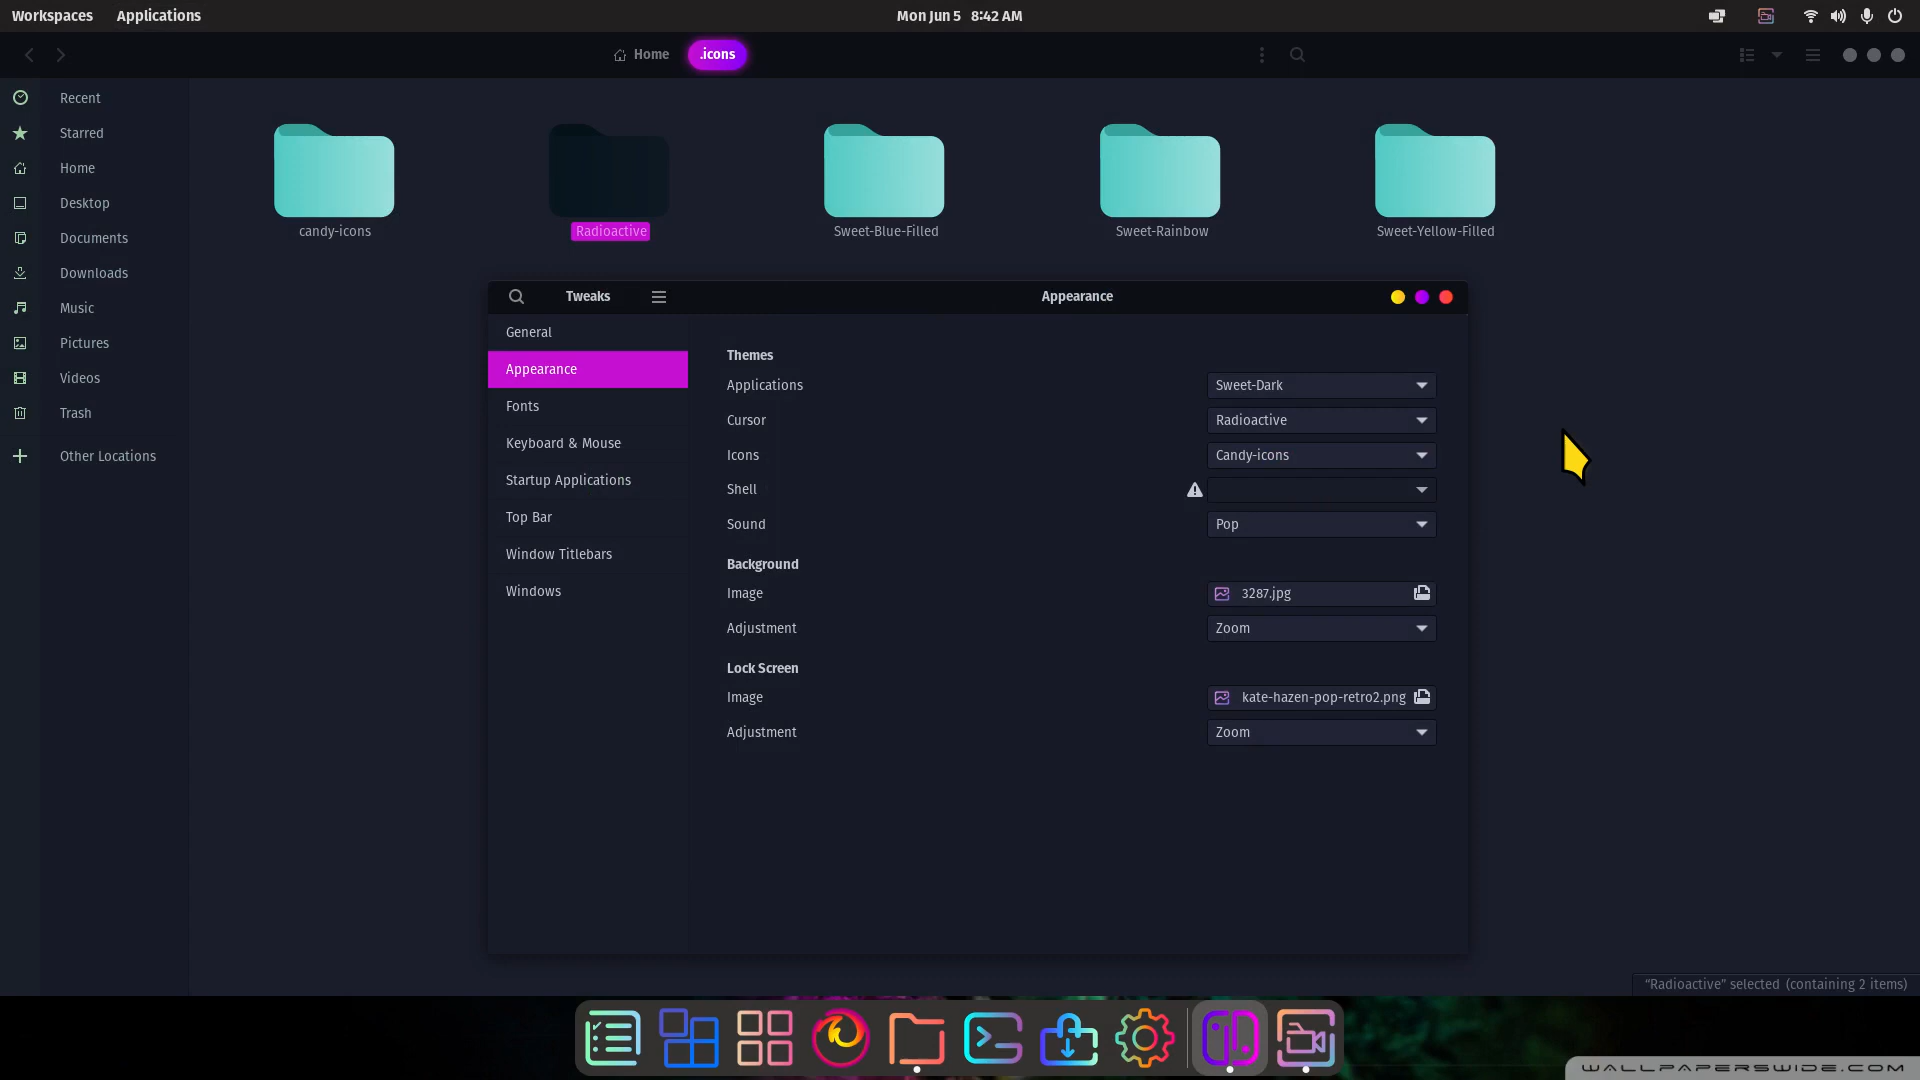 Workspaces Applications Mon Jun 5 8:42 AM
Home .icons
Recent
Starred
Home
Desktop
Documents
Downloads
Music
Pictures
Videos
Trash
Other Locations
candy-icons Radioactive Sweet-Blue-Filled Sweet-Rainbow Sweet-Yellow-Filled
Tweaks Appearance
General
Appearance
Fonts
Keyboard & Mouse
Startup Applications
Top Bar
Window Titlebars
Windows
Themes
Applications Sweet-Dark
Cursor Radioactive
Icons Candy-icons
Shell
Sound Pop
Background
Image 3287.jpg
Adjustment Zoom
Lock Screen
Image kate-hazen-pop-retro2.png
Adjustment Zoom
“Radioactive” selected (containing 2 items)
WALLPAPERSWIDE.COM